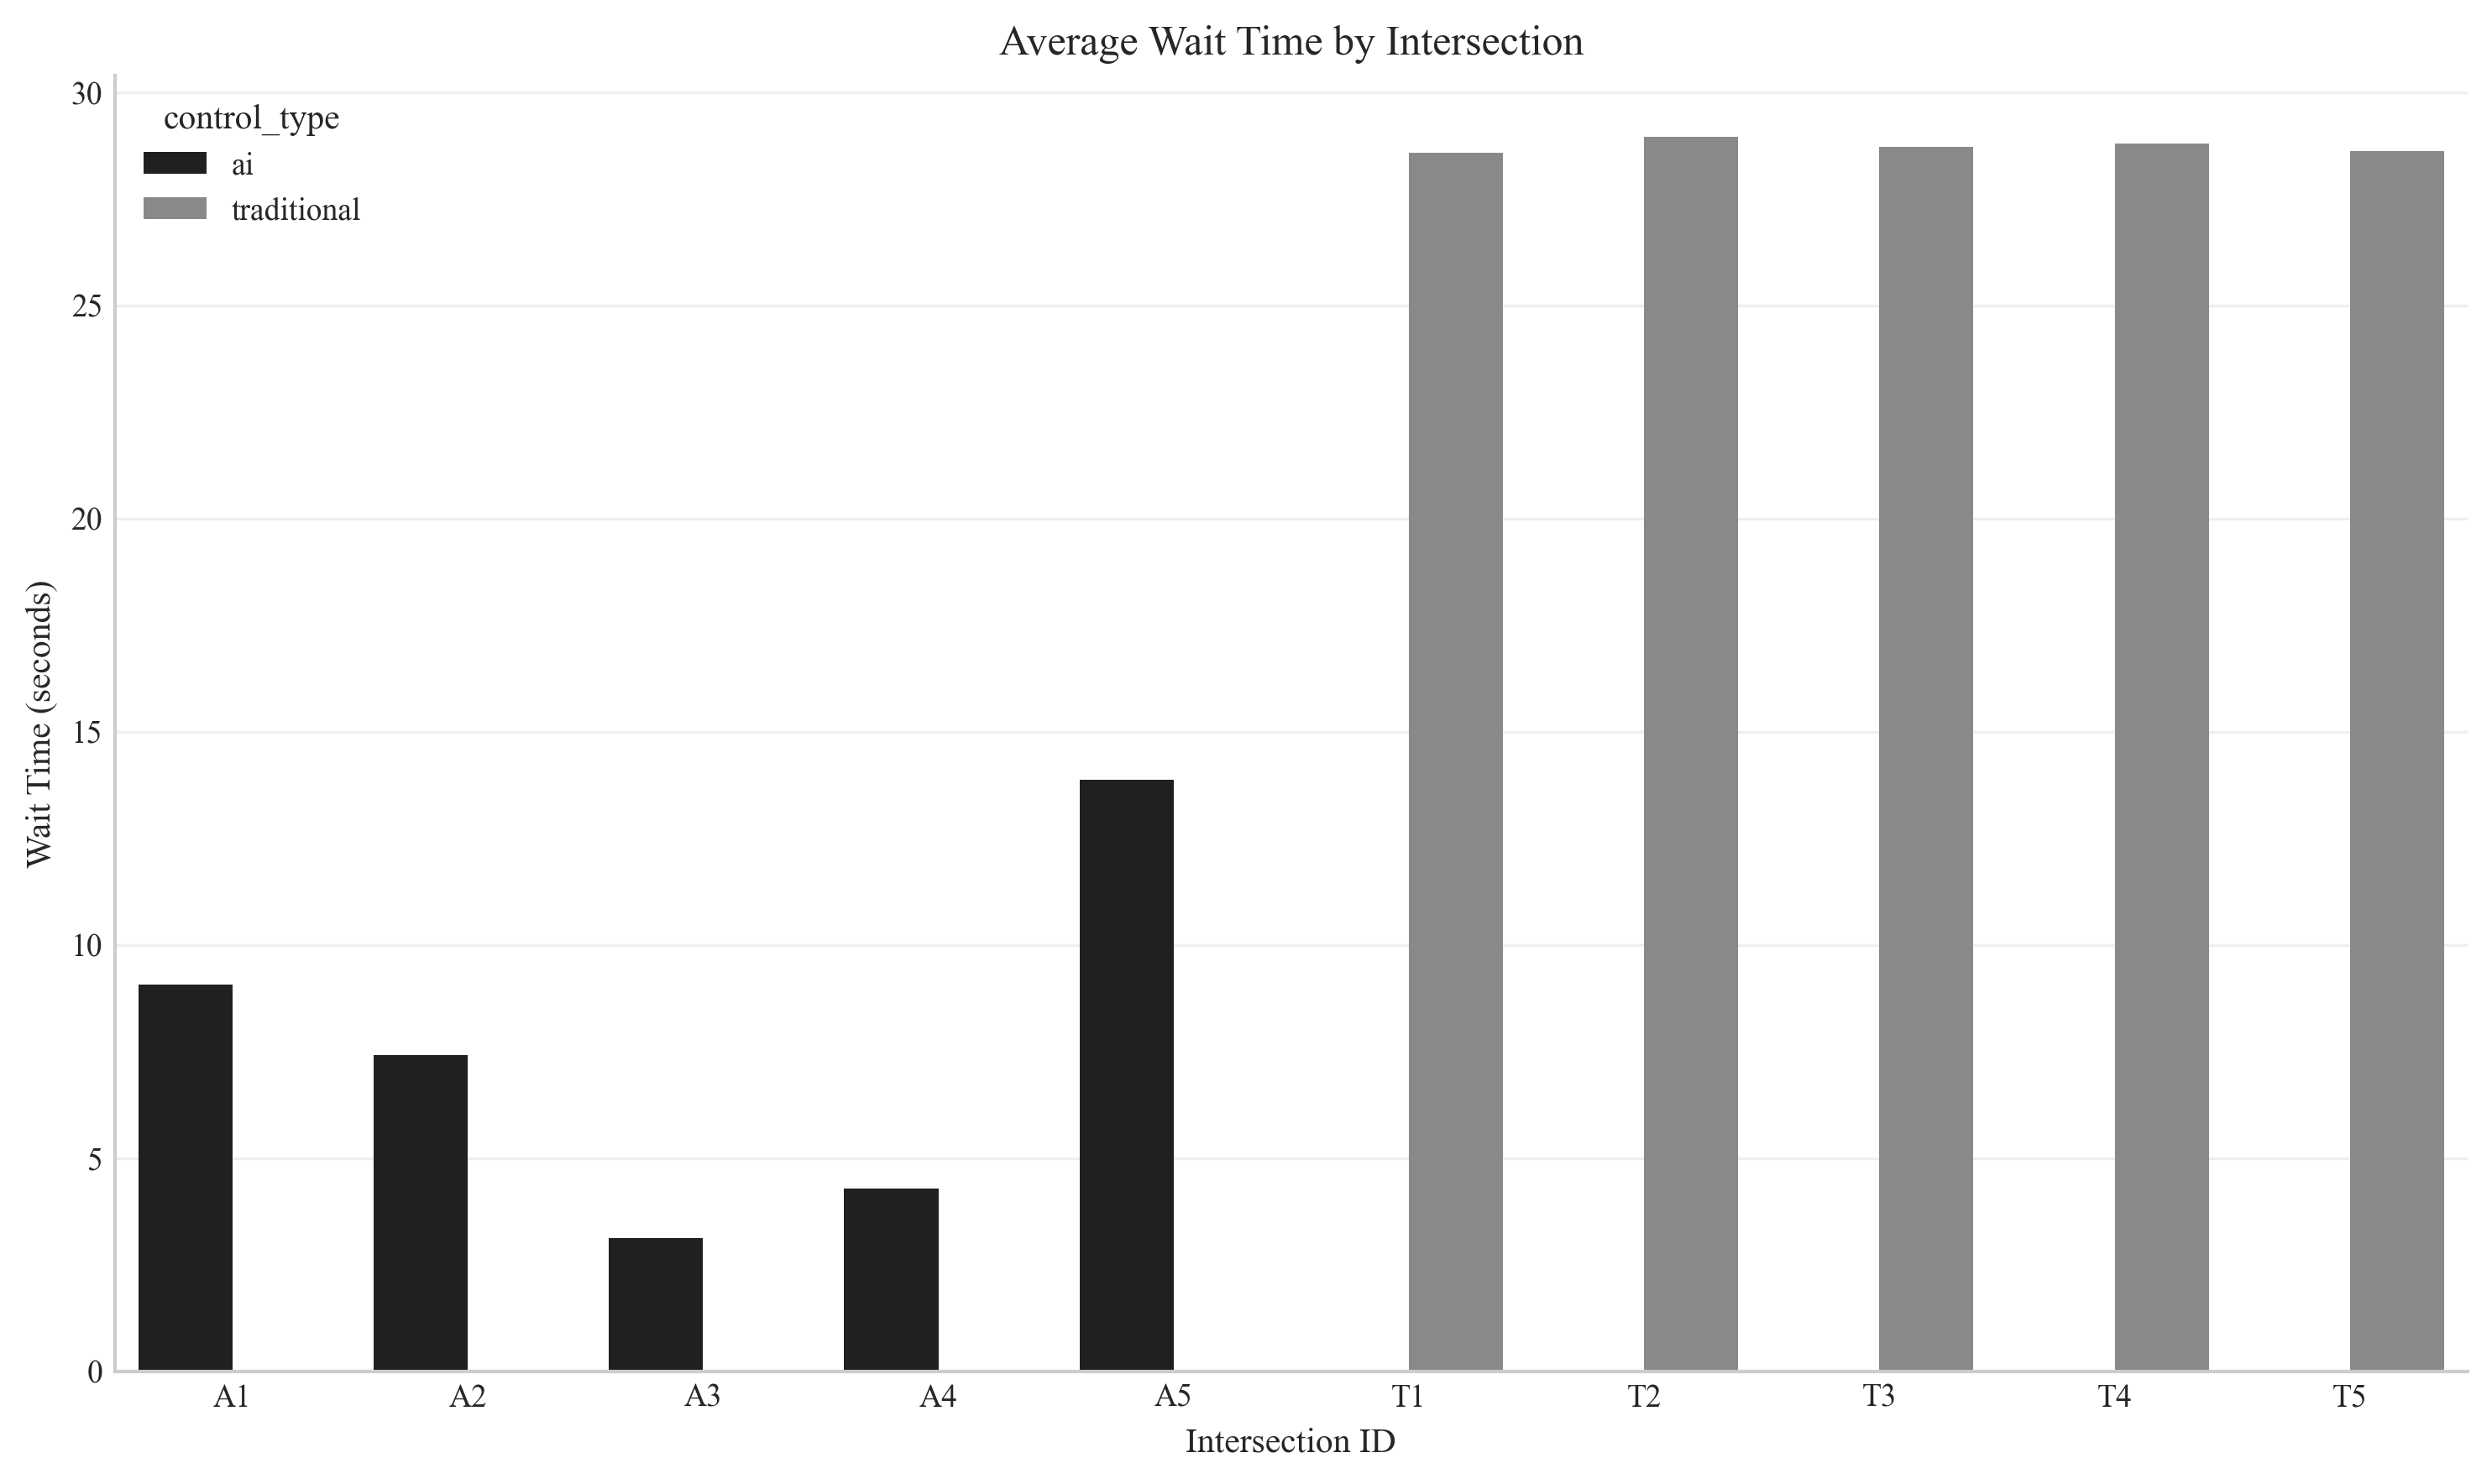 Average Wait Time by Intersection
control_type
ai
traditional
30
25
20
15
10
5
0
Wait Time (seconds)
A1 A2 A3 A4 A5 T1 T2 T3 T4 T5
Intersection ID